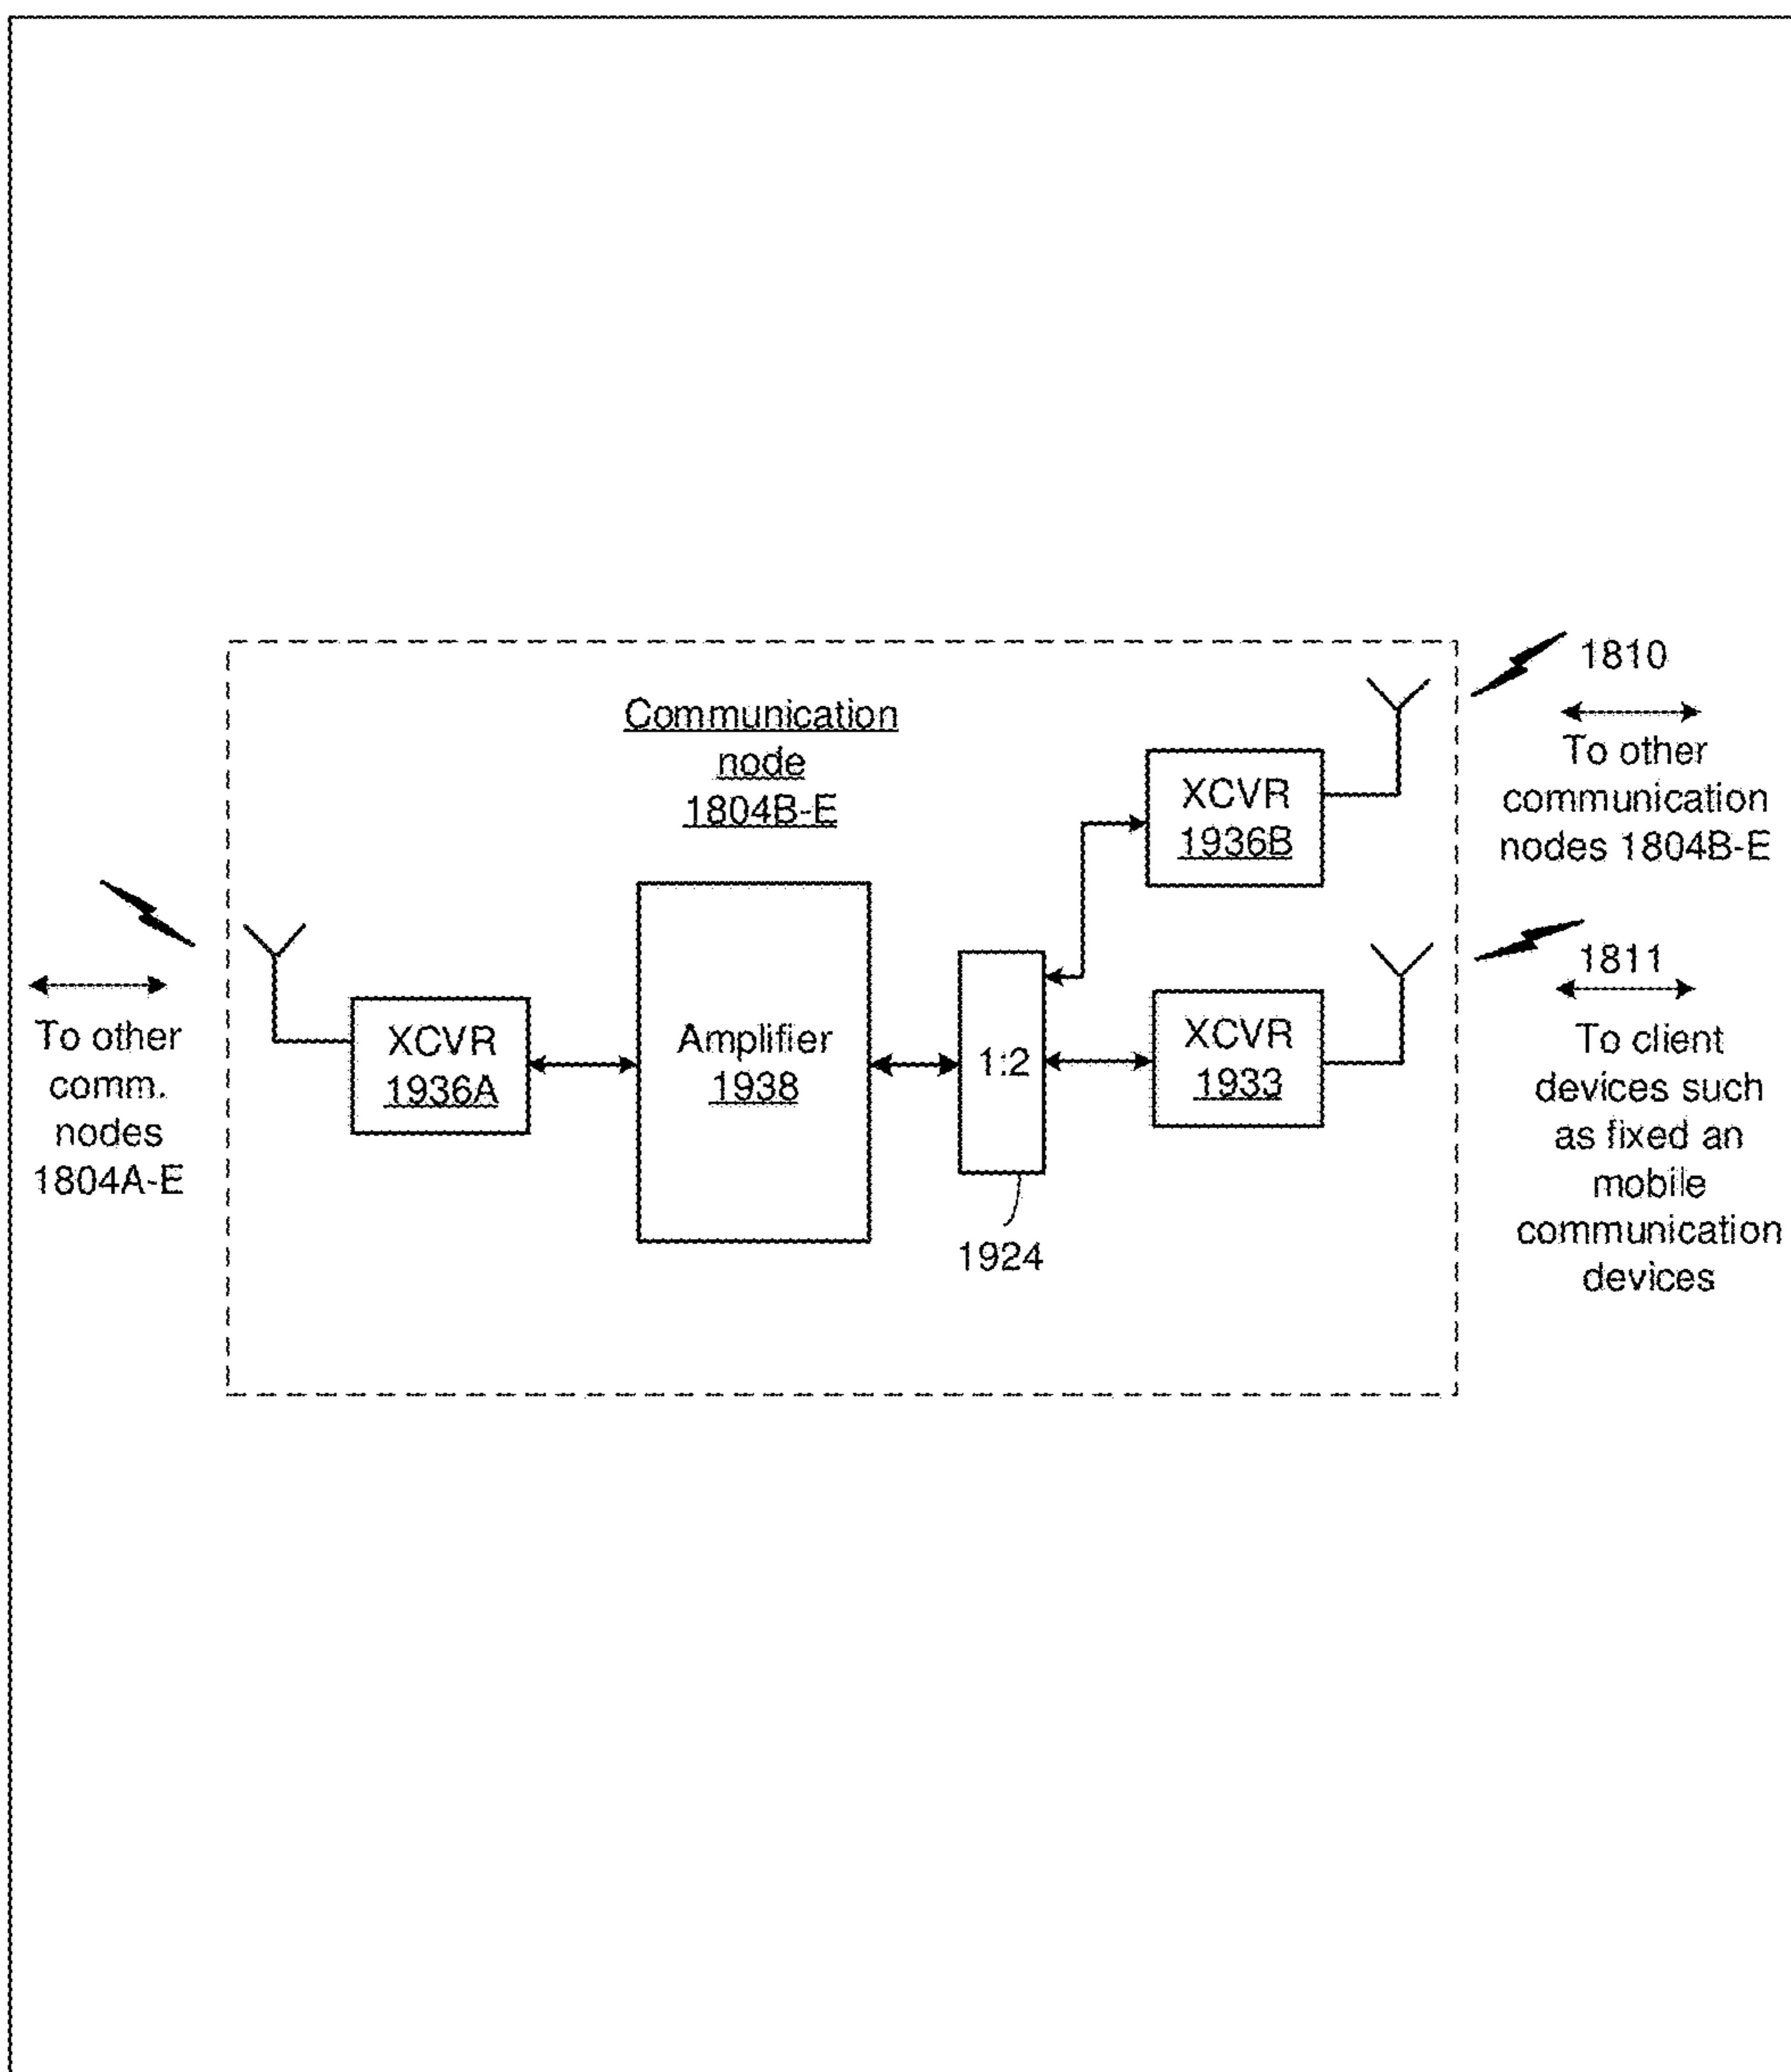 Communication
node
1804B-E
To other
comm.
nodes
1804A-E
XCVR
1936A
Amplifier
1938
1:2
1924
XCVR
1936B
XCVR
1933
1810
To other
communication
nodes 1804B-E
1811
To client
devices such
as fixed an
mobile
communication
devices